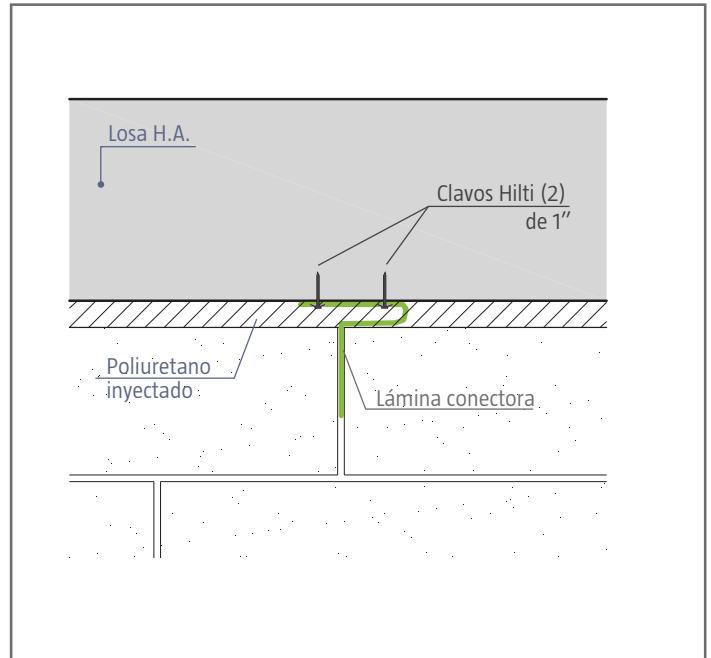 Losa H.A.
Clavos Hilti (2)
de 1”
Poliuretano
inyectado
Lámina conectora